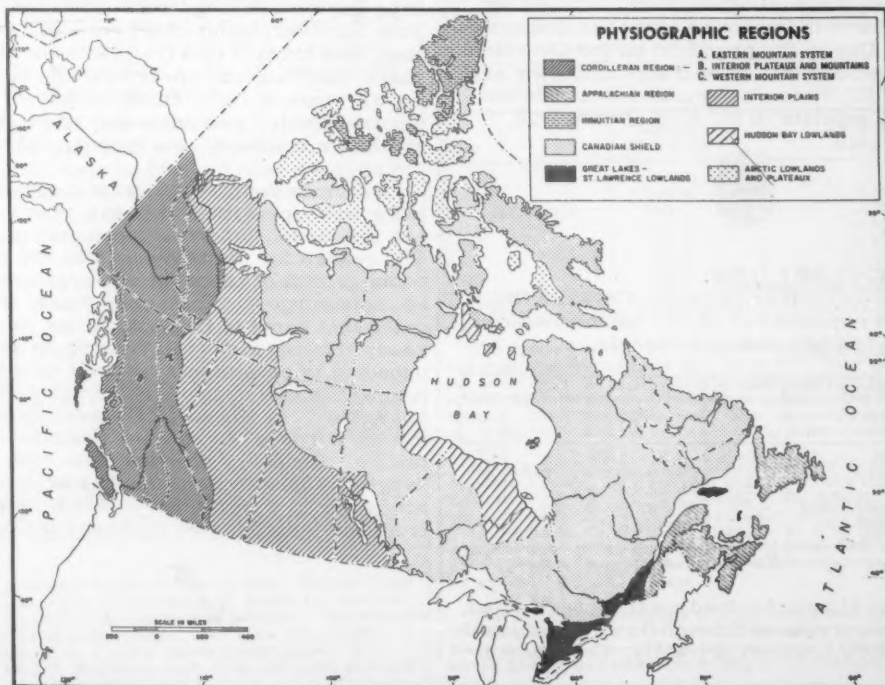 PHYSIOGRAPHIC REGIONS
A. EASTERN MOUNTAIN SYSTEM
B. INTERIOR PLATEAUX AND MOUNTAINS
C. WESTERN MOUNTAIN SYSTEM
CORDILLERAN REGION
APPALACHIAN REGION
INNUITIAN REGION
CANADIAN SHIELD
GREAT LAKES –
ST LAWRENCE LOWLANDS
INTERIOR PLAINS
HUDSON BAY LOWLANDS
ARCTIC LOWLANDS
AND PLATEAUX
ALASKA
PACIFIC OCEAN
HUDSON
BAY
ATLANTIC OCEAN
B
SCALE IN MILES